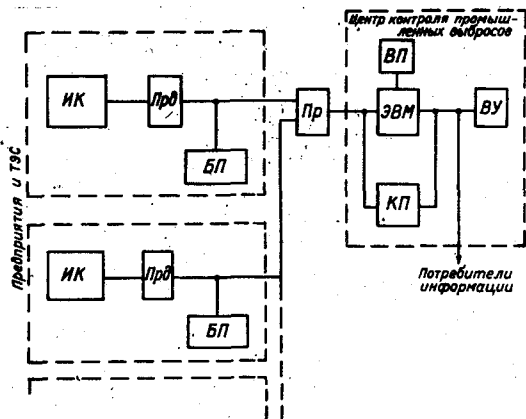 Центр контроля промыш-
ленных выбросов
ВП
ИК Прд Пр ЭВМ ВУ
БП
КП
Предприятия и ТЭС
ИК Прд
БП
Потребители
информации